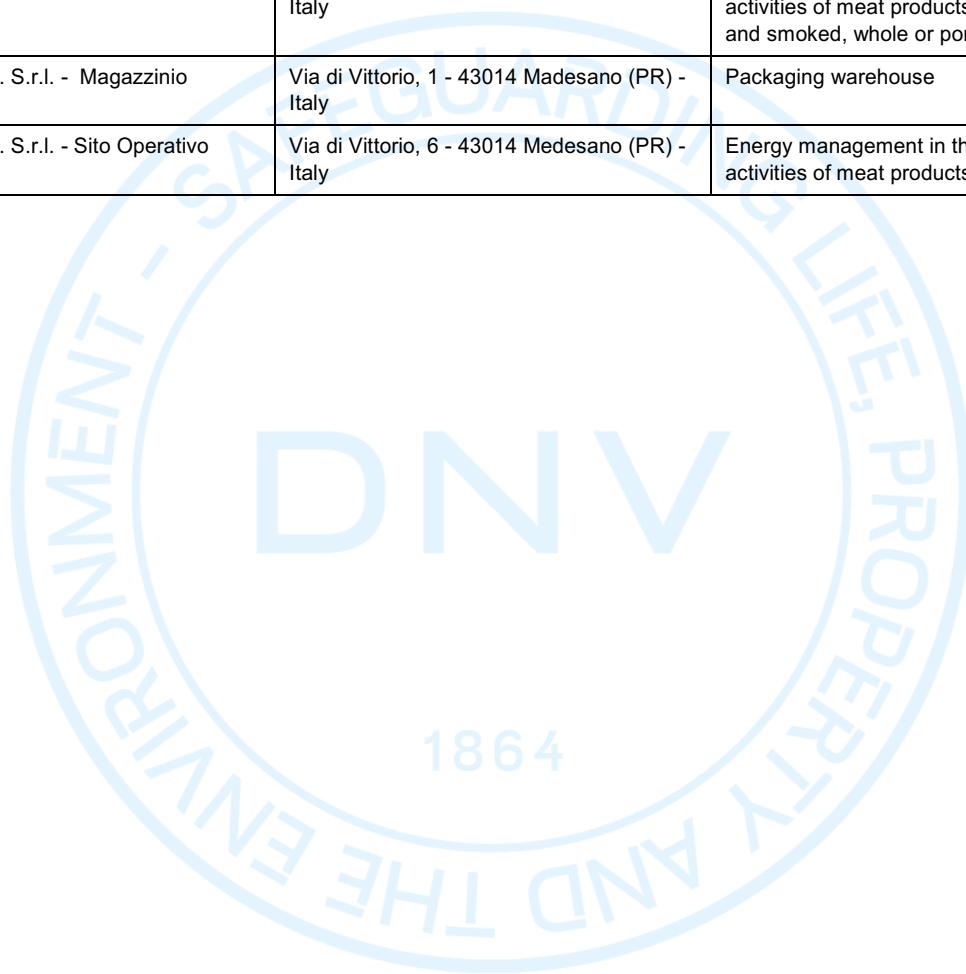 Italy
activities of meat products
and smoked, whole or por
. S.r.l. - Magazzinio
Via di Vittorio, 1 - 43014 Madesano (PR) -
Italy
Packaging warehouse
. S.r.l. - Sito Operativo
Via di Vittorio, 6 - 43014 Medesano (PR) -
Italy
Energy management in th
activities of meat products
SAFEGUARDING LIFE, PROPERTY AND THE ENVIRONMENT -
DNV
1864